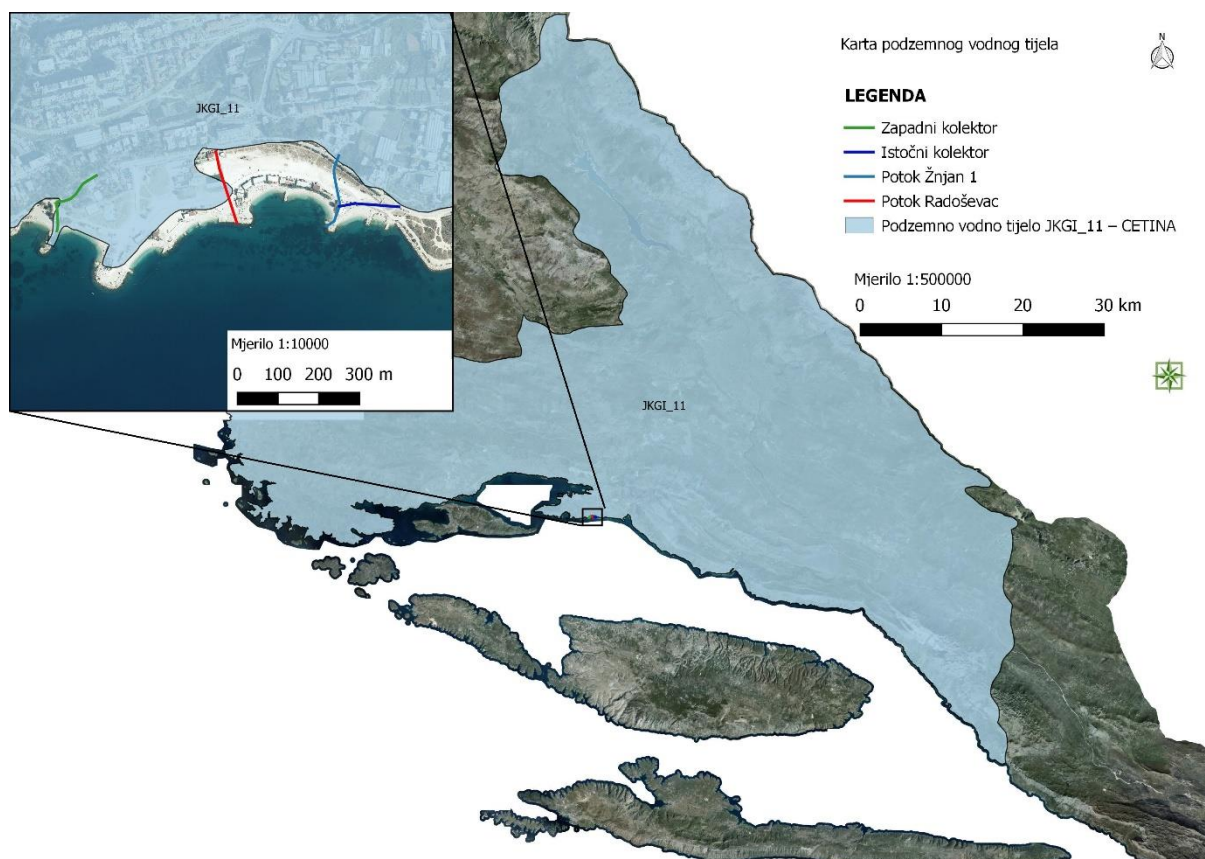 JKGI_11
Mjerilo 1:10000
0 100 200 300 m
Karta podzemnog vodnog tijela
N
LEGENDA
Zapadni kolektor
Istočni kolektor
Potok Žnjan 1
Potok Radoševac
Podzemno vodno tijelo JKGI_11 – CETINA
Mjerilo 1:500000
0 10 20 30 km
JKGI_11